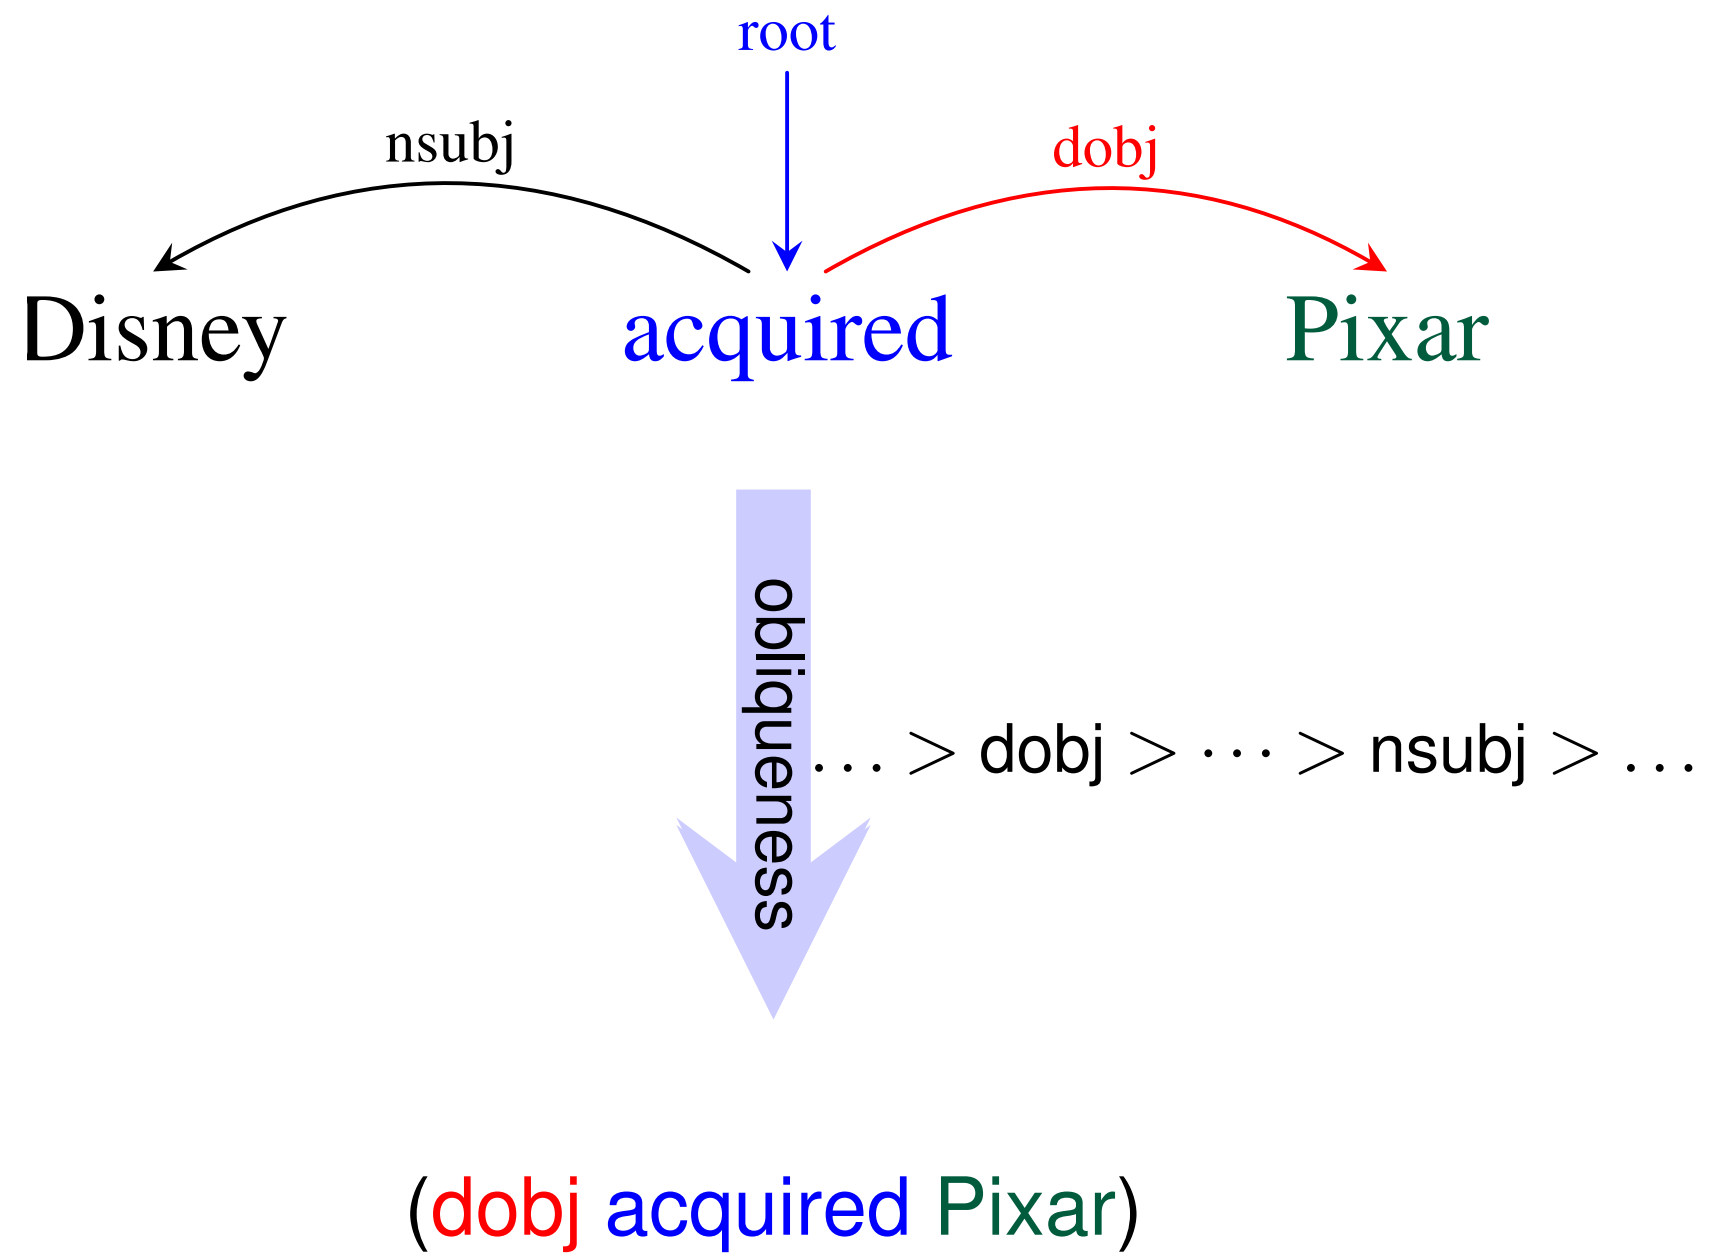 root
nsubj dobj
Disney acquired Pixar
obliqueness
... > dobj > ··· > nsubj > ...
(dobj acquired Pixar)